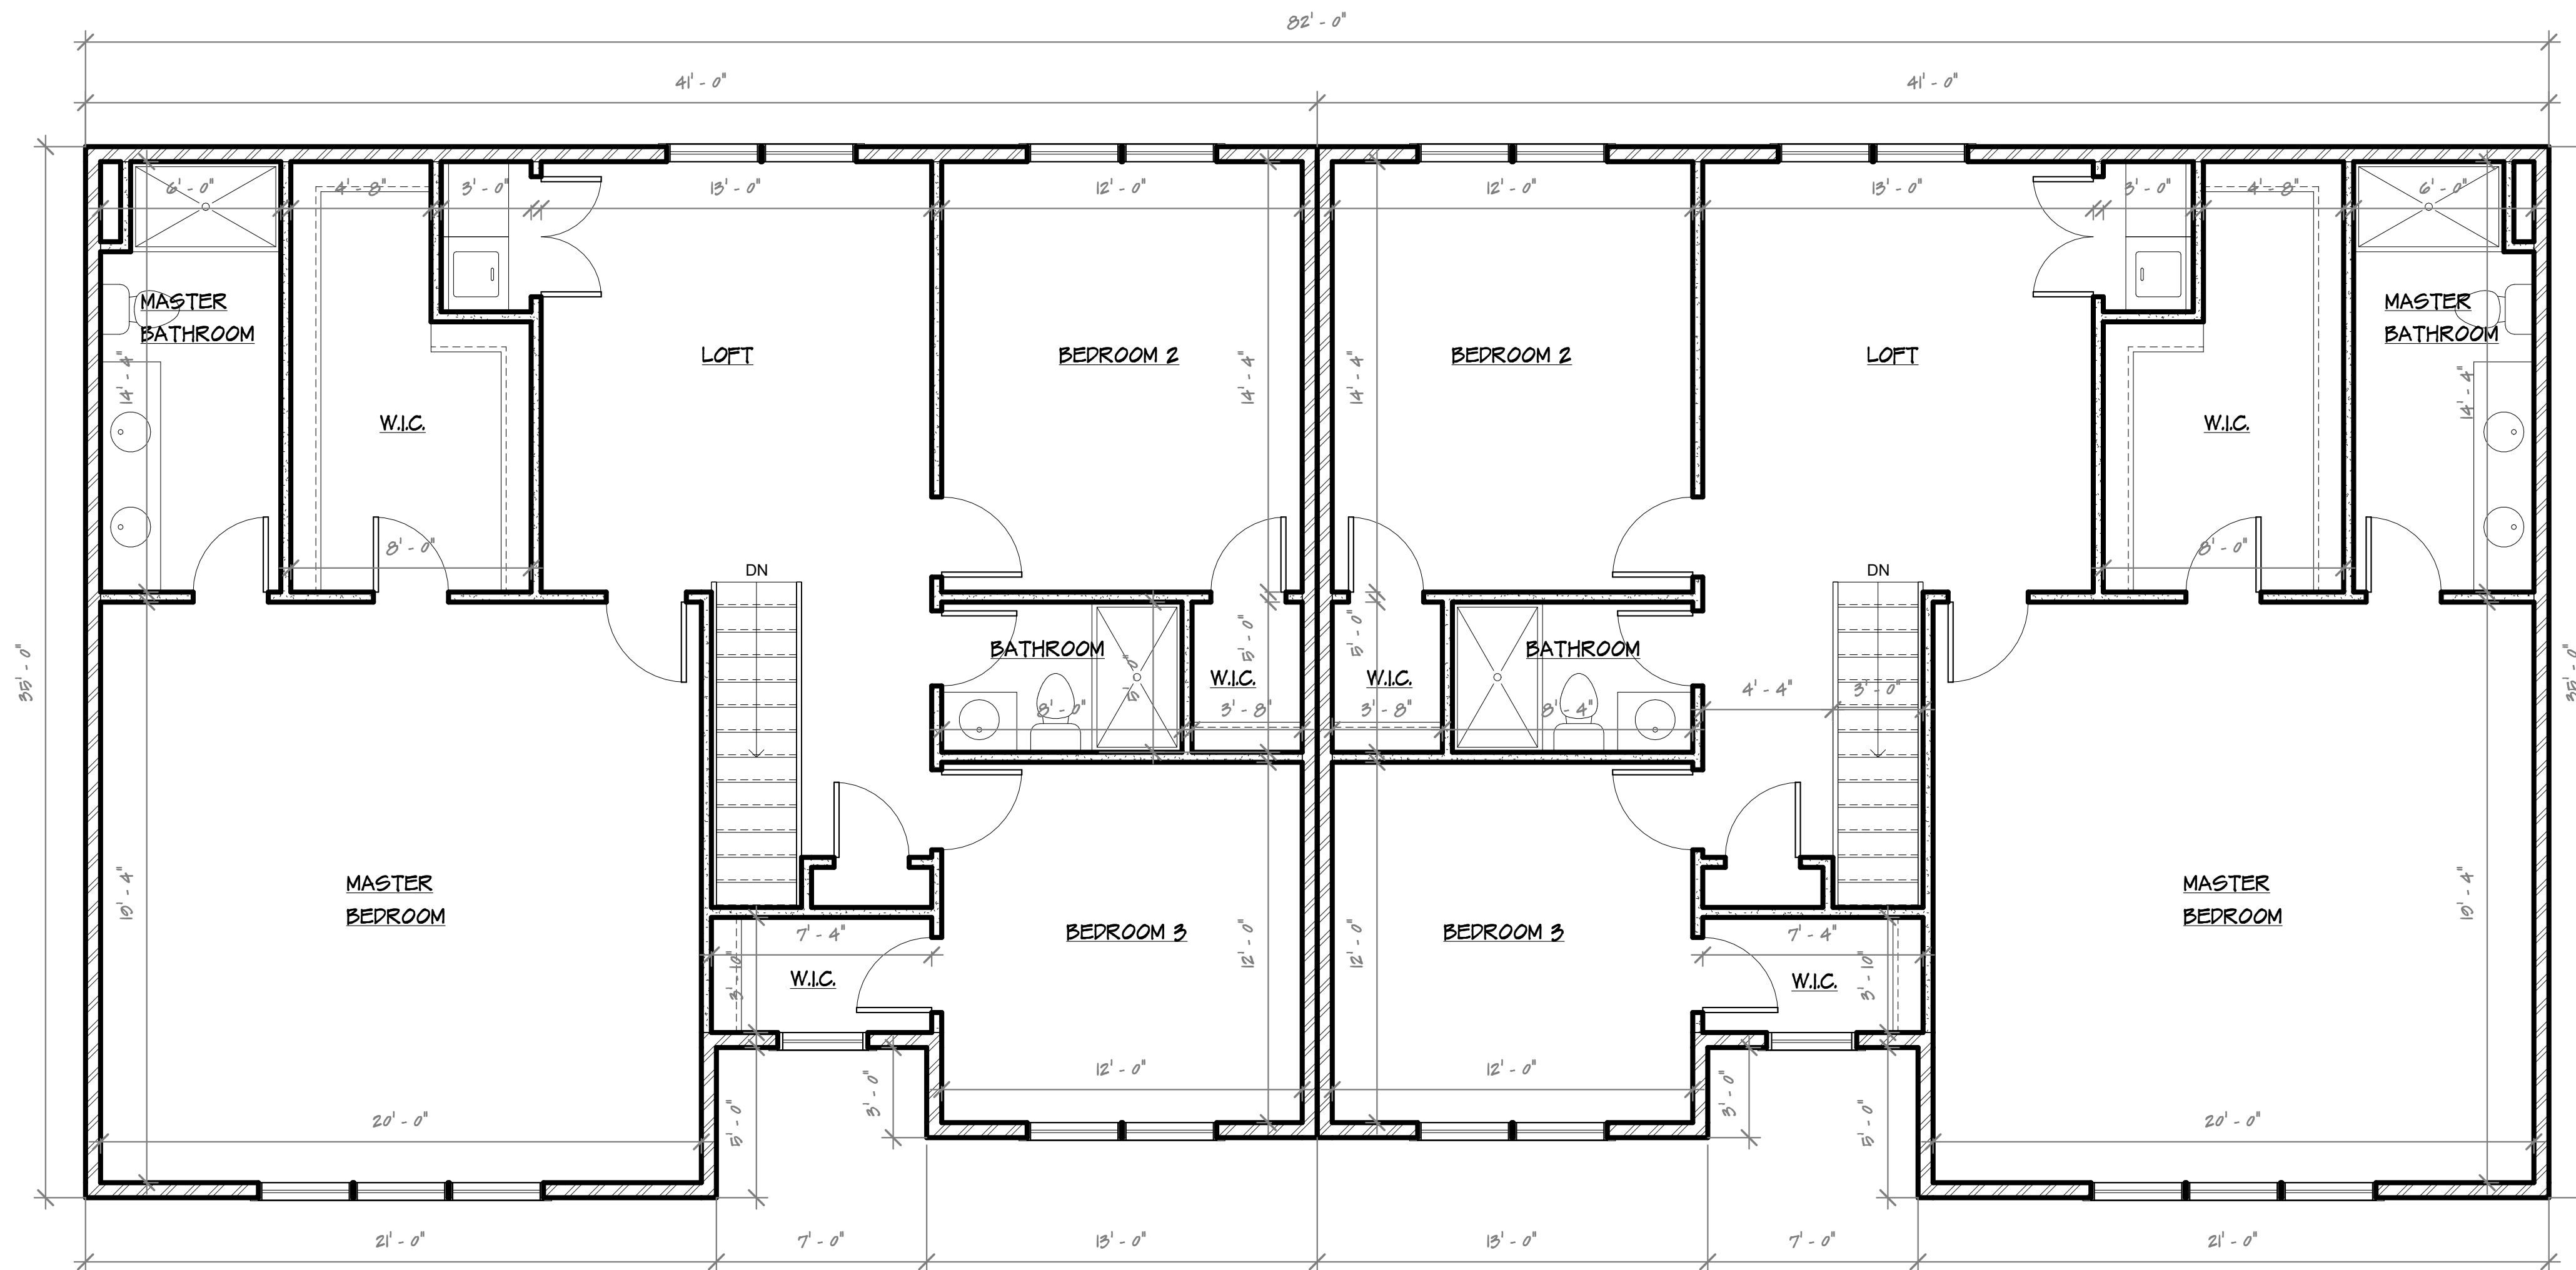 82' - 0"
41' - 0"
41' - 0"
6' - 0"
4' - 8"
3' - 0"
13' - 0"
12' - 0"
12' - 0"
13' - 0"
3' - 0"
4' - 8"
6' - 0"
MASTER
BATHROOM
MASTER
BATHROOM
LOFT
BEDROOM 2
BEDROOM 2
LOFT
14' - 4"
14' - 4"
14' - 4"
14' - 4"
W.I.C.
W.I.C.
8' - 0"
8' - 0"
DN
DN
35' - 0"
BATHROOM
5' - 0"
5' - 0"
5' - 0"
BATHROOM
35' - 0"
W.I.C.
W.I.C.
4' - 4"
3' - 0"
8' - 0"
3' - 8"
3' - 8"
8' - 4"
MASTER
BEDROOM
19' - 4"
MASTER
BEDROOM
19' - 4"
7' - 4"
BEDROOM 3
12' - 0"
12' - 0"
BEDROOM 3
7' - 4"
3' - 10"
W.I.C.
W.I.C.
3' - 10"
12' - 0"
12' - 0"
3' - 0"
3' - 0"
20' - 0"
5' - 0"
5' - 0"
20' - 0"
21' - 0"
7' - 0"
13' - 0"
13' - 0"
7' - 0"
21' - 0"